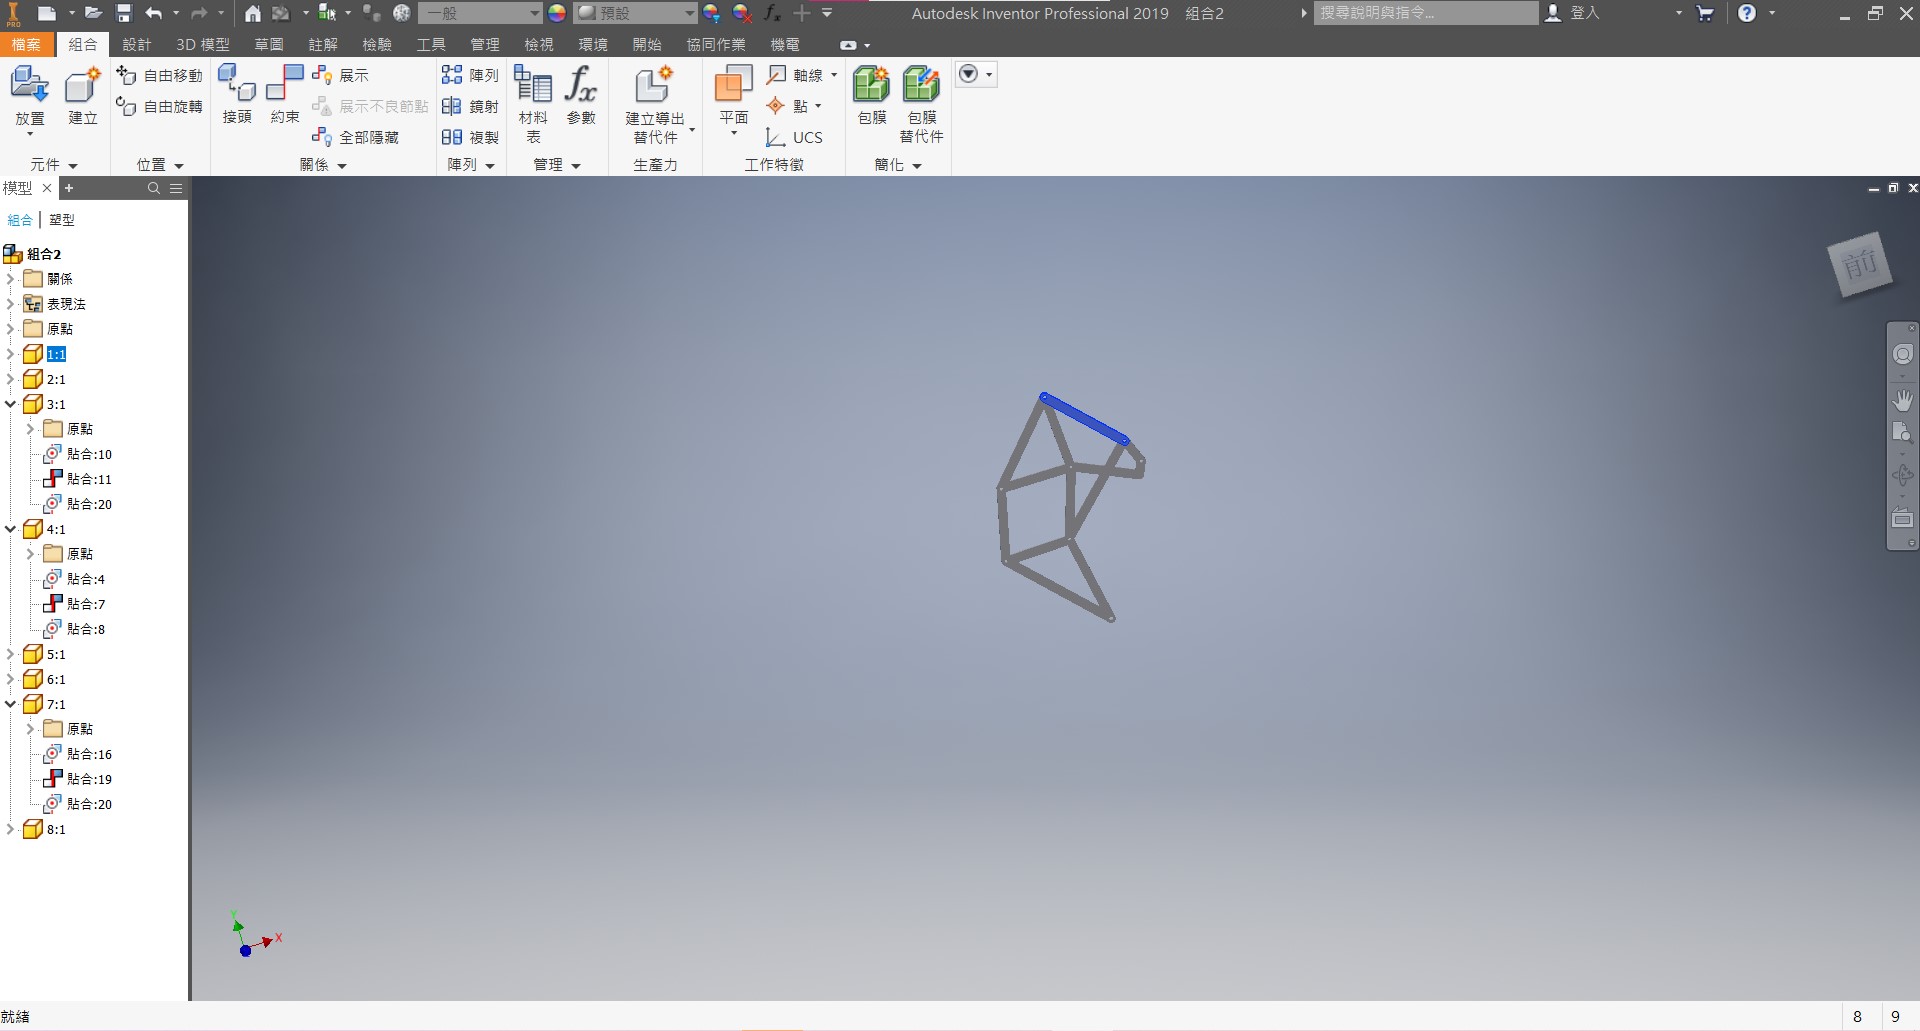 PRO
一般
預設
fx
Autodesk Inventor Professional 2019 組合2
搜尋說明與指令...
登入
檔案 組合 設計 3D 模型 草圖 註解 檢驗 工具 管理 檢視 環境 開始 協同作業 機電
放置
建立
自由移動
自由旋轉
接頭
約束
展示
展示不良節點
全部隱藏
陣列
鏡射
複製
材料表
fx
參數
建立導出
替代件
平面
軸線
點
UCS
包膜
包膜
替代件
元件
位置
關係
陣列
管理
生產力
工作特徵
簡化
模型
組合 | 塑型
組合2
關係
表現法
原點
1:1
2:1
3:1
原點
貼合:10
貼合:11
貼合:20
4:1
原點
貼合:4
貼合:7
貼合:8
5:1
6:1
7:1
原點
貼合:16
貼合:19
貼合:20
8:1
前
Y
X
就緒
8 9